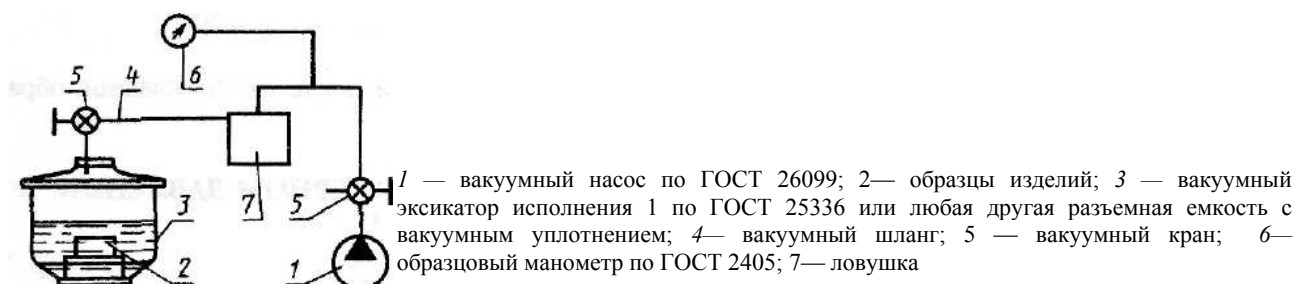 5
4
6
7
5
3
2
1
1 — вакуумный насос по ГОСТ 26099; 2— образцы изделий; 3 — вакуумный
эксикатор исполнения 1 по ГОСТ 25336 или любая другая разъемная емкость с
вакуумным уплотнением; 4— вакуумный шланг; 5 — вакуумный кран; 6—
образцовый манометр по ГОСТ 2405; 7— ловушка